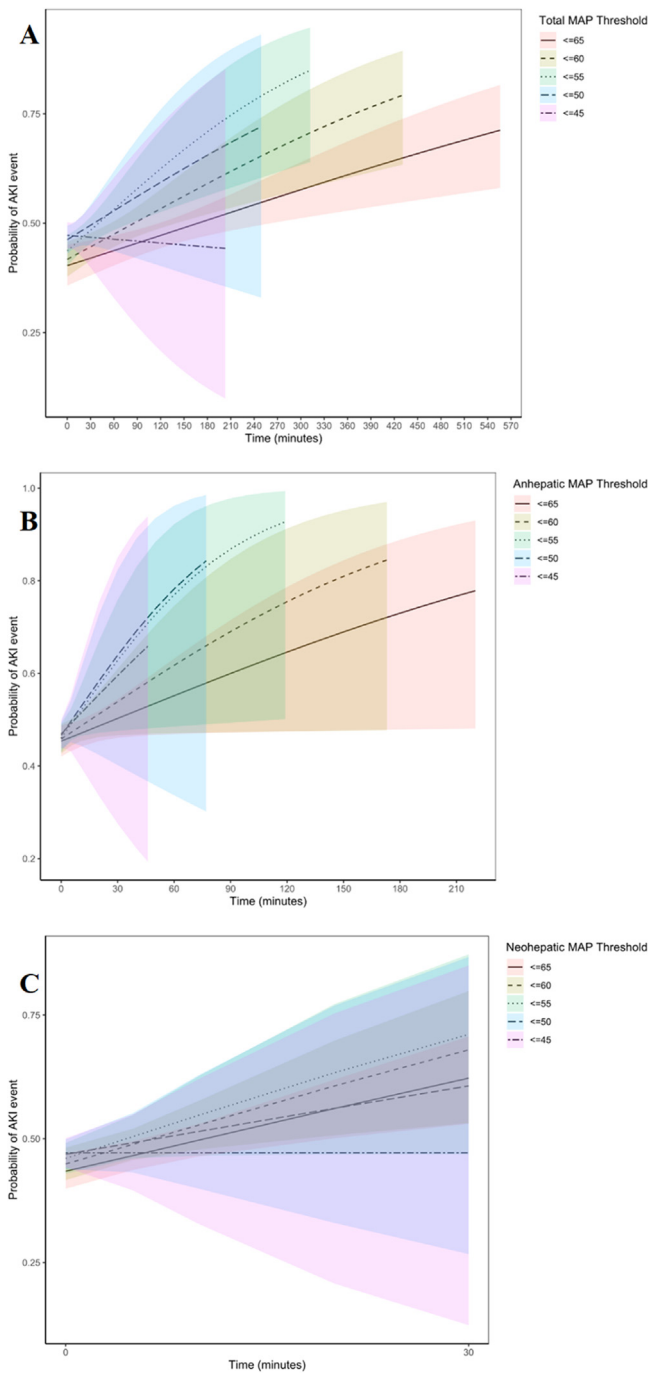 A
Total MAP Threshold
<=65
<=60
<=55
<=50
<=45
Probability of AKI event
0.75
0.50
0.25
0 30 60 90 120 150 180 210 240 270 300 330 360 390 420 450 480 510 540 570
Time (minutes)
B
Anhepatic MAP Threshold
<=65
<=60
<=55
<=50
<=45
Probability of AKI event
1.0
0.8
0.6
0.4
0.2
0 30 60 90 120 150 180 210
Time (minutes)
C
Neohepatic MAP Threshold
<=65
<=60
<=55
<=50
<=45
Probability of AKI event
0.75
0.50
0.25
0 30
Time (minutes)